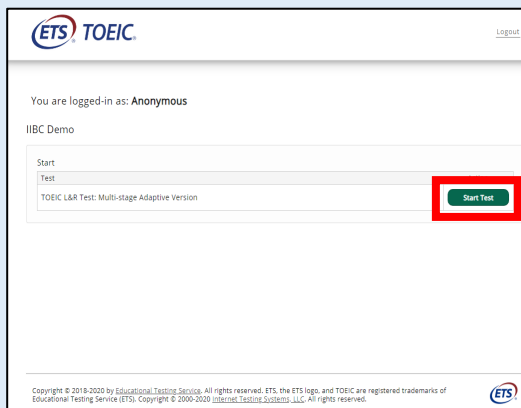 ETS TOEIC.
Logout
You are logged-in as: Anonymous
IIBC Demo
Start
Test
TOEIC L&R Test: Multi-stage Adaptive Version
Start Test
Copyright © 2018-2020 by Educational Testing Service. All rights reserved. ETS, the ETS logo, and TOEIC are registered trademarks of
Educational Testing Service (ETS). Copyright © 2000-2020 Internet Testing Systems, LLC. All rights reserved.
ETS